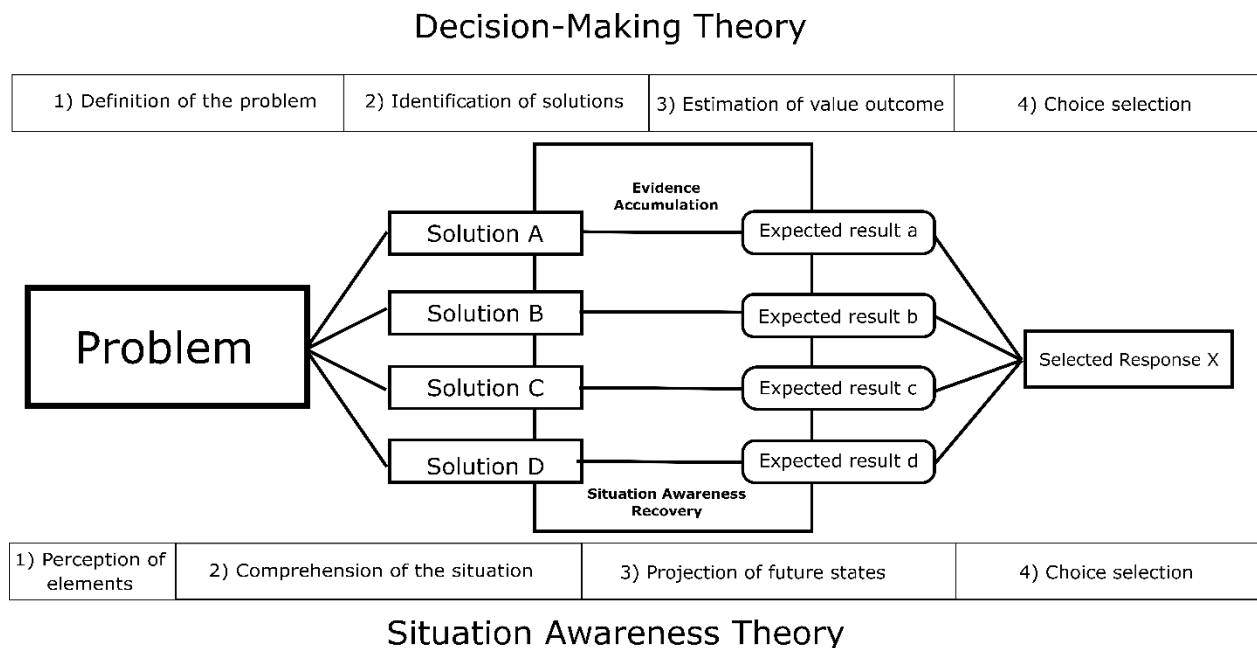 Decision-Making Theory
1) Definition of the problem
2) Identification of solutions
3) Estimation of value outcome
4) Choice selection
Evidence
Accumulation
Solution A
Expected result a
Solution B
Expected result b
Problem
Selected Response X
Solution C
Expected result c
Solution D
Expected result d
Situation Awareness
Recovery
1) Perception of
elements
2) Comprehension of the situation
3) Projection of future states
4) Choice selection
Situation Awareness Theory